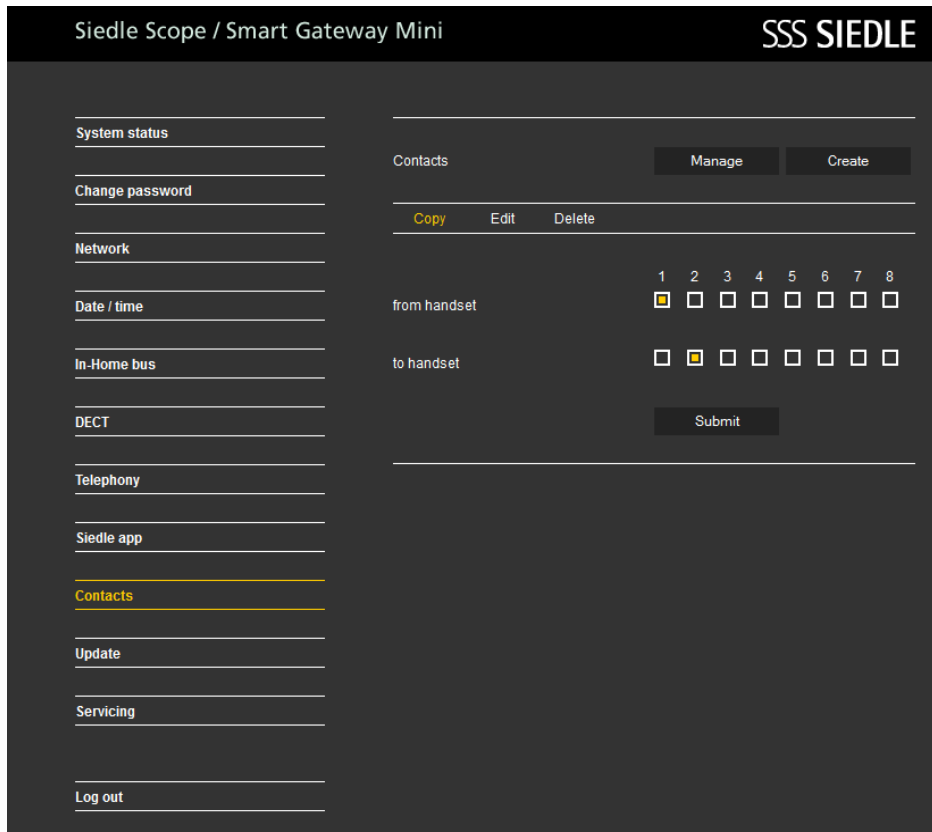 Siedle Scope / Smart Gateway Mini
SSS SIEDLE
System status
Change password
Network
Date / time
In-Home bus
DECT
Telephony
Siedle app
Contacts
Update
Servicing
Log out
Contacts Manage Create
Copy Edit Delete
1 2 3 4 5 6 7 8
from handset
to handset
Submit